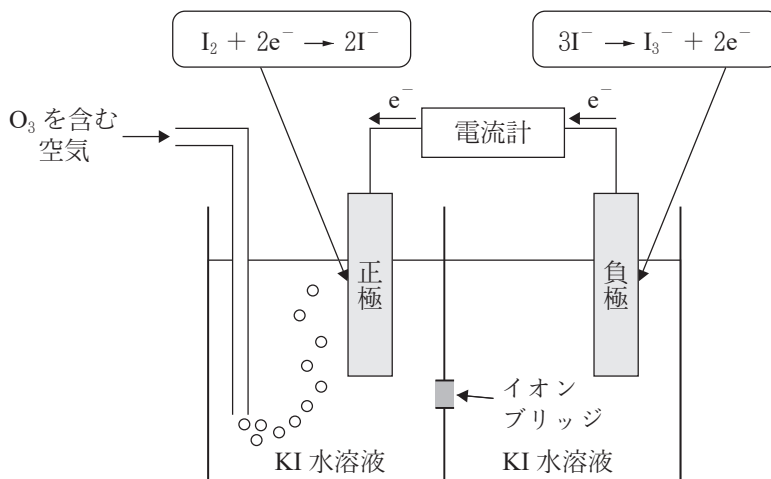 I₂ + 2e⁻ → 2I⁻
3I⁻ → I₃⁻ + 2e⁻
O₃ を含む
空気
e⁻
e⁻
電流計
正極
負極
イオン
ブリッジ
KI 水溶液
KI 水溶液